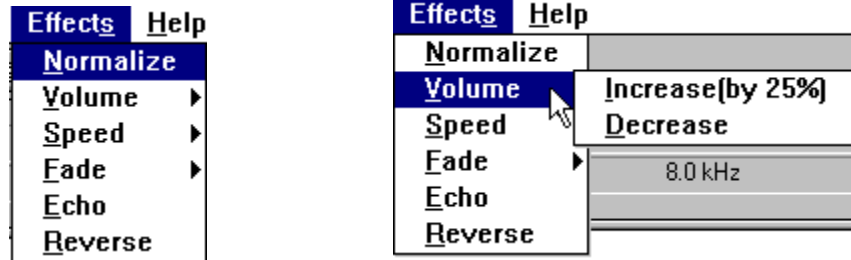 Effects Help
Normalize
Volume
Speed
Fade
Echo
Reverse
Effects Help
Normalize
Volume
Increase(by 25%)
Speed
Decrease
Fade
8.0 kHz
Echo
Reverse